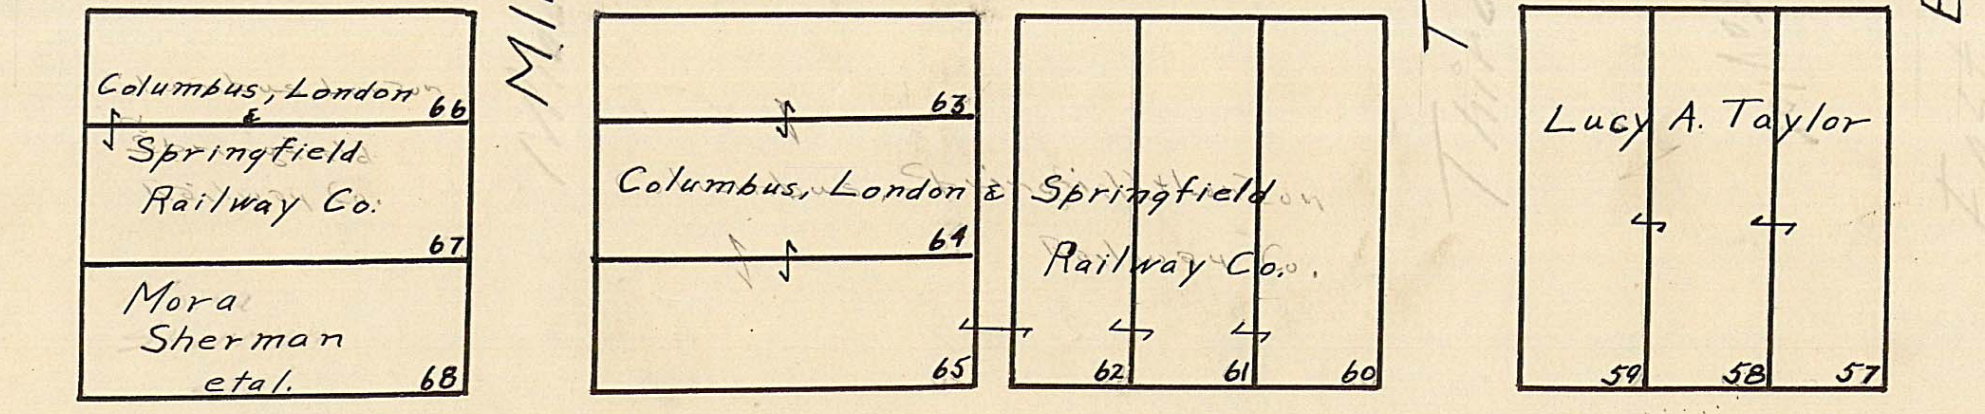 Columbus, London
66
&
Springfield
Railway Co.
67
Mora
Sherman
etal.
68
MI
63
Columbus, London & Springfield
64
Railway Co.
65
62
61
60
T
Lucy A. Taylor
59
58
57